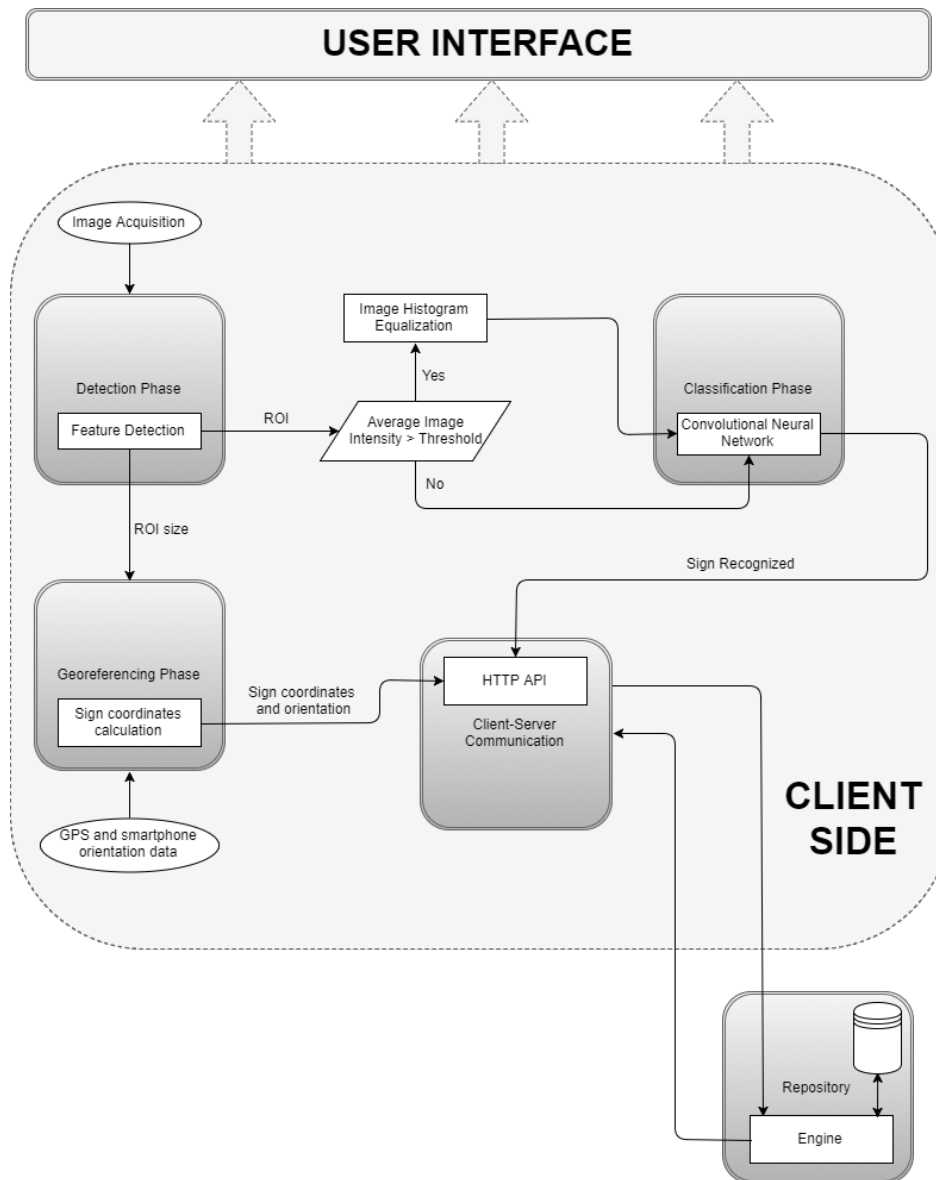 USER INTERFACE
Image Acquisition
Detection Phase
Feature Detection
ROI
Image Histogram
Equalization
Yes
Average Image
Intensity > Threshold
No
Classification Phase
Convolutional Neural
Network
ROI size
Sign Recognized
Georeferencing Phase
Sign coordinates
calculation
Sign coordinates
and orientation
HTTP API
Client-Server
Communication
GPS and smartphone
orientation data
CLIENT
SIDE
Repository
Engine